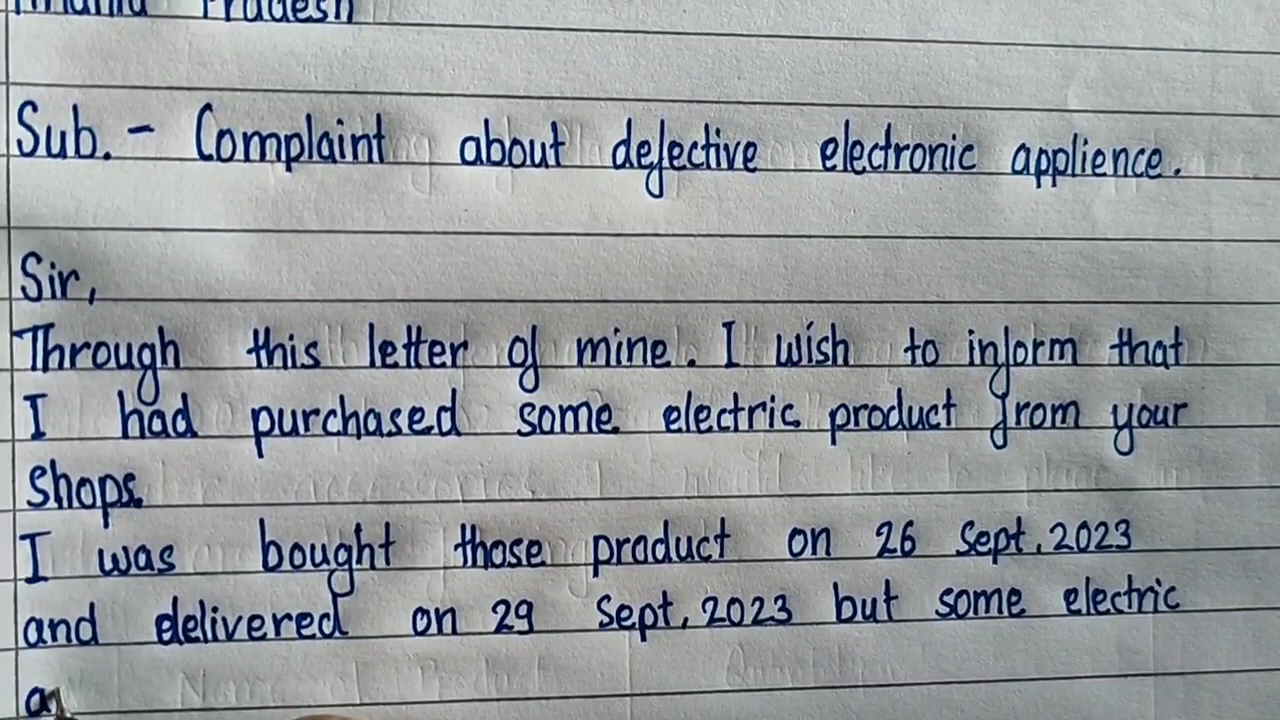 Pradesh
Sub. - Complaint about defective electronic applience.
Sir,
Through this letter of mine. I wish to inform that
I had purchased some electric product from your
Shops.
I was bought those product on 26 Sept. 2023
and delivered on 29 Sept. 2023 but some electric
a